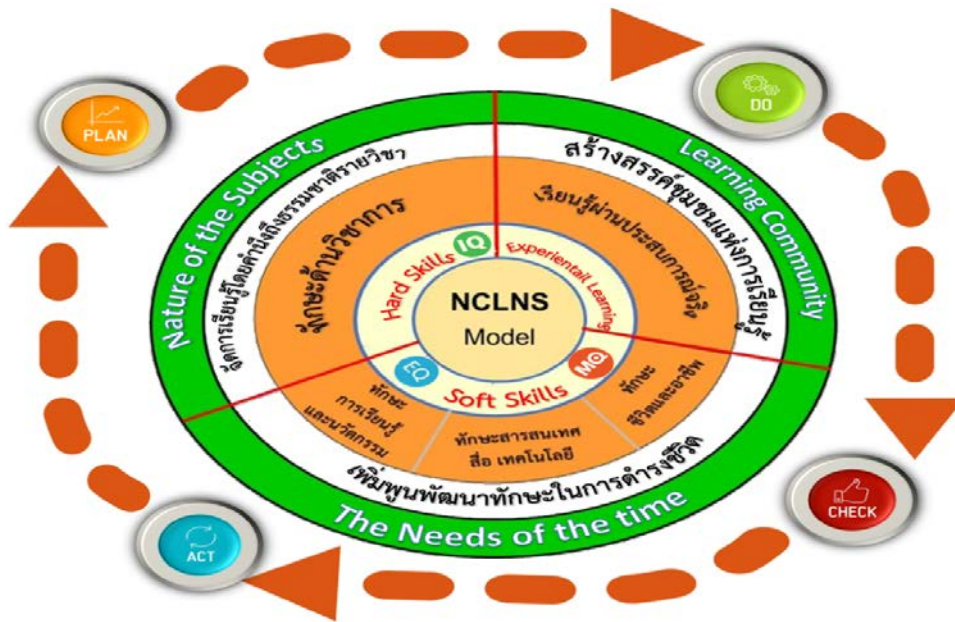 PLAN
DO
CHECK
ACT
Nature of the Subjects
Learning Community
The Needs of the time
จัดการเรียนรู้โดยคำนึงถึงธรรมชาติรายวิชา
สร้างสรรค์ชุมชนแห่งการเรียนรู้
เพิ่มพูนพัฒนาทักษะในการดำรงชีวิต
ทักษะด้านวิชาการ
เรียนรู้ผ่านประสบการณ์จริง
ทักษะ
การเรียนรู้
และนวัตกรรม
ทักษะสารสนเทศ
สื่อ เทคโนโลยี
ทักษะ
ชีวิตและอาชีพ
Hard Skills
IQ
Experientail Learning
EQ
Soft Skills
MQ
NCLNS
Model